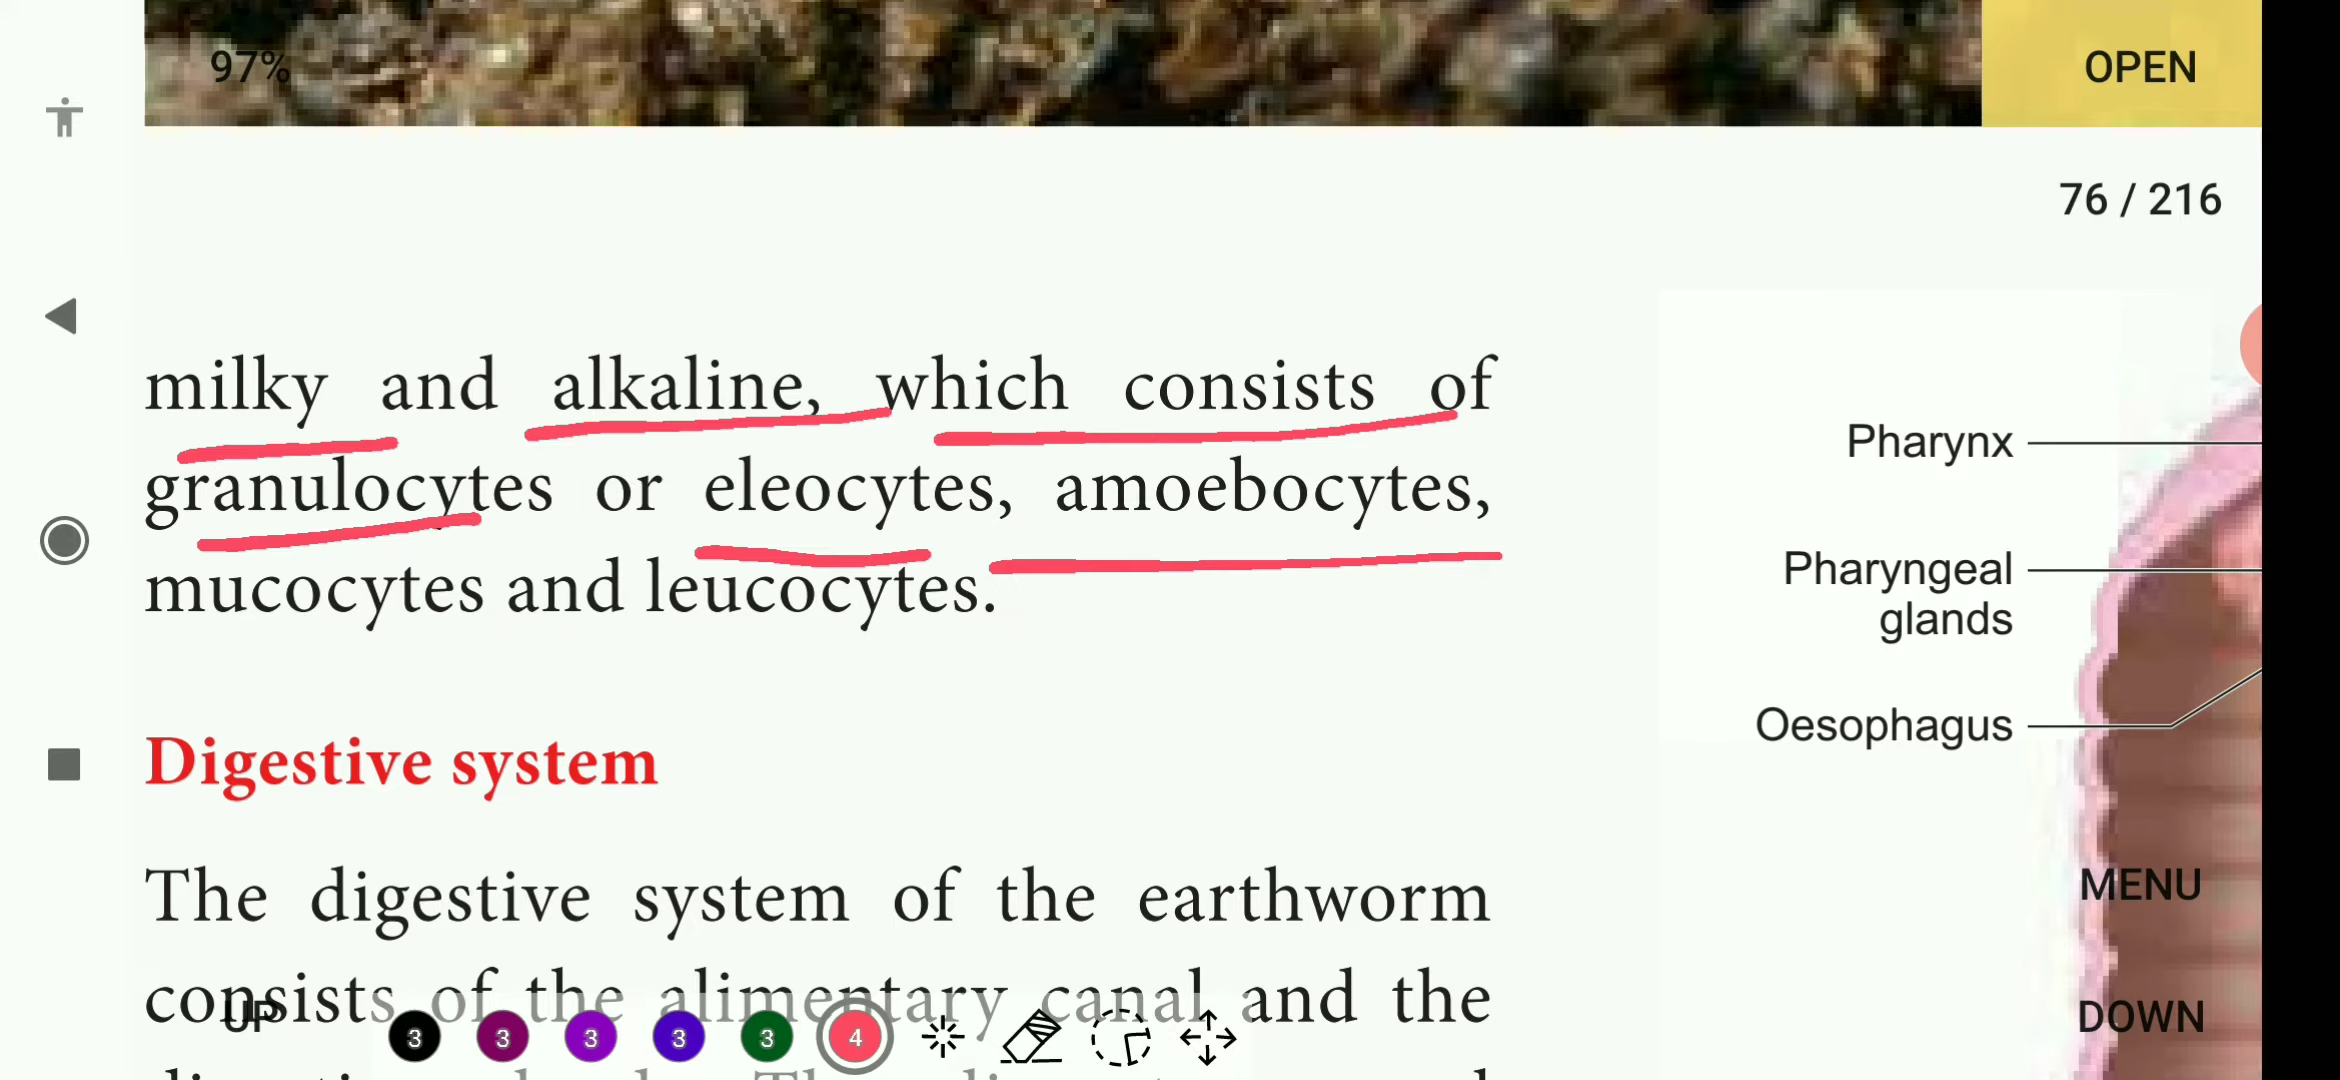 97%
OPEN
76 / 216
milky and alkaline, which consists of
granulocytes or eleocytes, amoebocytes,
mucocytes and leucocytes.
Digestive system
The digestive system of the earthworm
consists of the alimentary canal and the
Pharynx
Pharyngeal
glands
Oesophagus
MENU
UP
DOWN
3
3
3
3
3
4